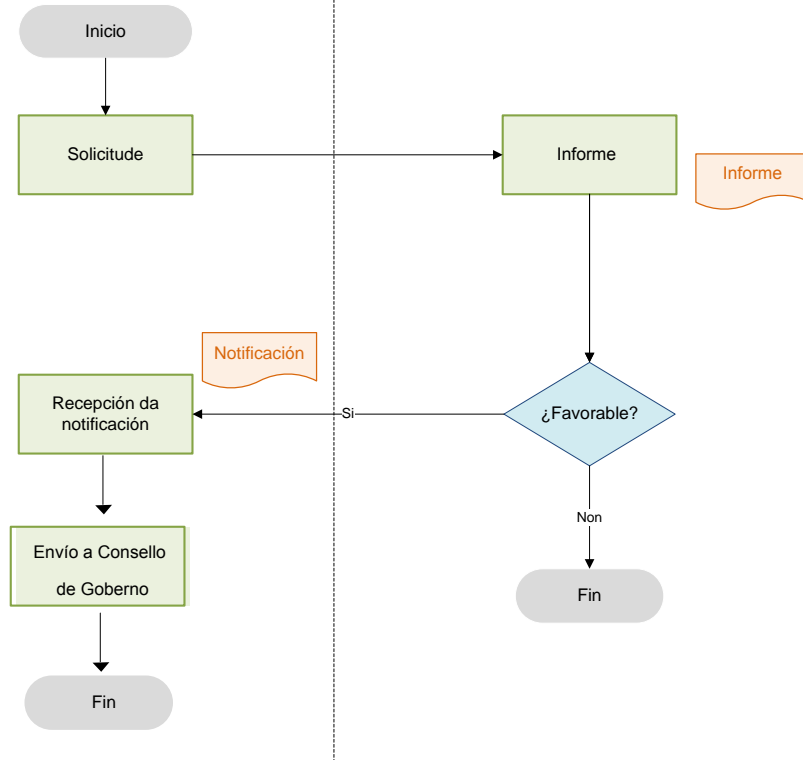 Inicio
Solicitude
Informe
Informe
Notificación
Recepción da
notificación
Si
¿Favorable?
Non
Envío a Consello
de Goberno
Fin
Fin